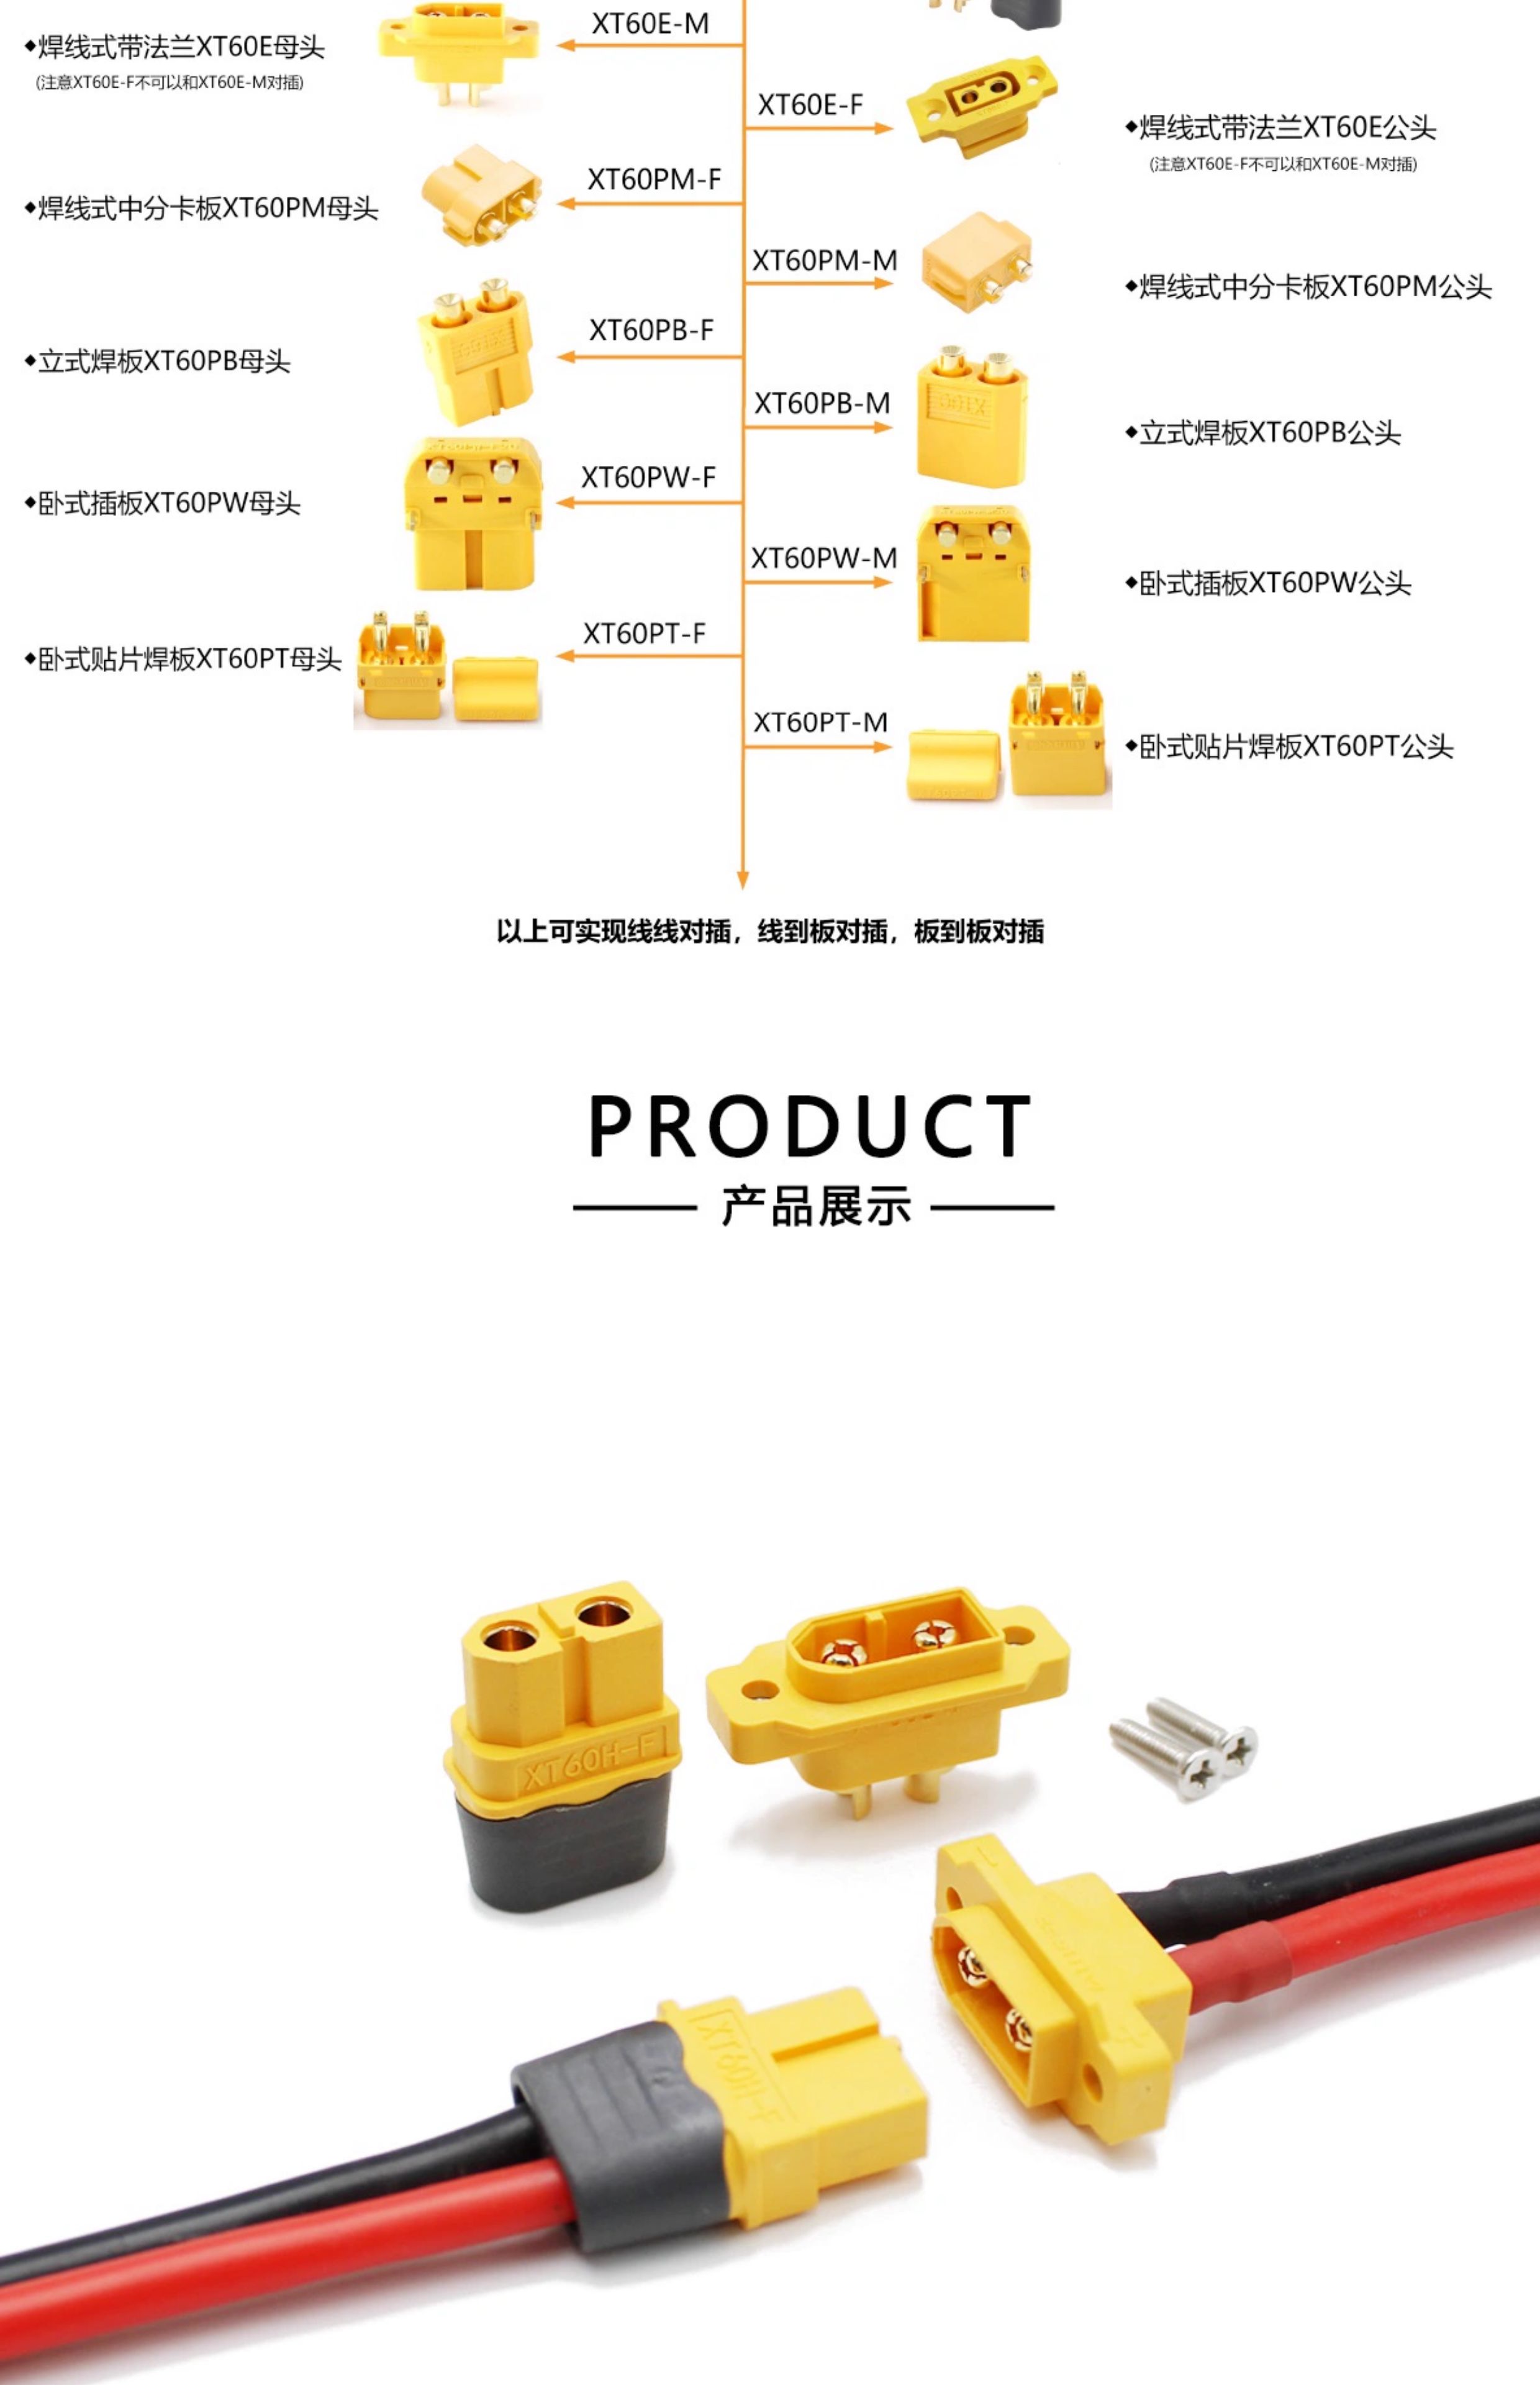 XT60E-M
◆焊线式带法兰XT60E母头
(注意XT60E-F不可以和XT60E-M对插)
XT60E-F
◆焊线式带法兰XT60E公头
(注意XT60E-F不可以和XT60E-M对插)
XT60PM-F
◆焊线式中分卡板XT60PM母头
XT60PM-M
◆焊线式中分卡板XT60PM公头
XT60PB-F
◆立式焊板XT60PB母头
XT60PB-M
◆立式焊板XT60PB公头
XT60PW-F
◆卧式插板XT60PW母头
XT60PW-M
◆卧式插板XT60PW公头
XT60PT-F
◆卧式贴片焊板XT60PT母头
XT60PT-M
◆卧式贴片焊板XT60PT公头
以上可实现线线对插，线到板对插，板到板对插
PRODUCT
产品展示
XT60H-F
XT60H-F